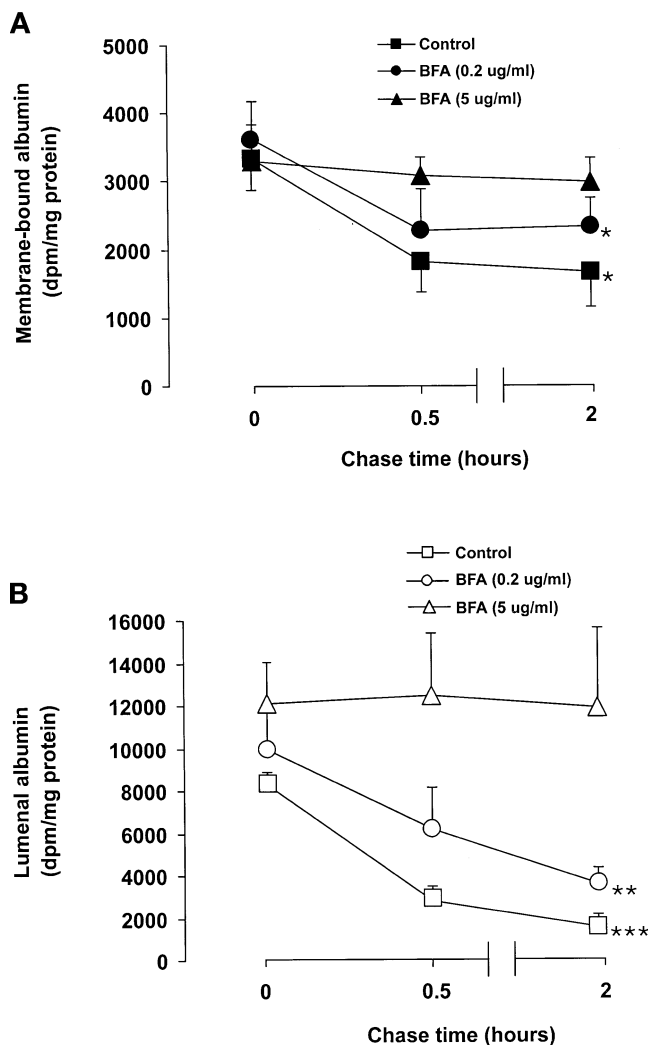 A
Control
BFA (0.2 ug/ml)
BFA (5 ug/ml)
Membrane-bound albumin
(dpm/mg protein)
5000
4000
3000
2000
1000
0
*
*
0
0.5
2
Chase time (hours)
B
Control
BFA (0.2 ug/ml)
BFA (5 ug/ml)
Lumenal albumin
(dpm/mg protein)
16000
14000
12000
10000
8000
6000
4000
2000
0
**
***
0
0.5
2
Chase time (hours)